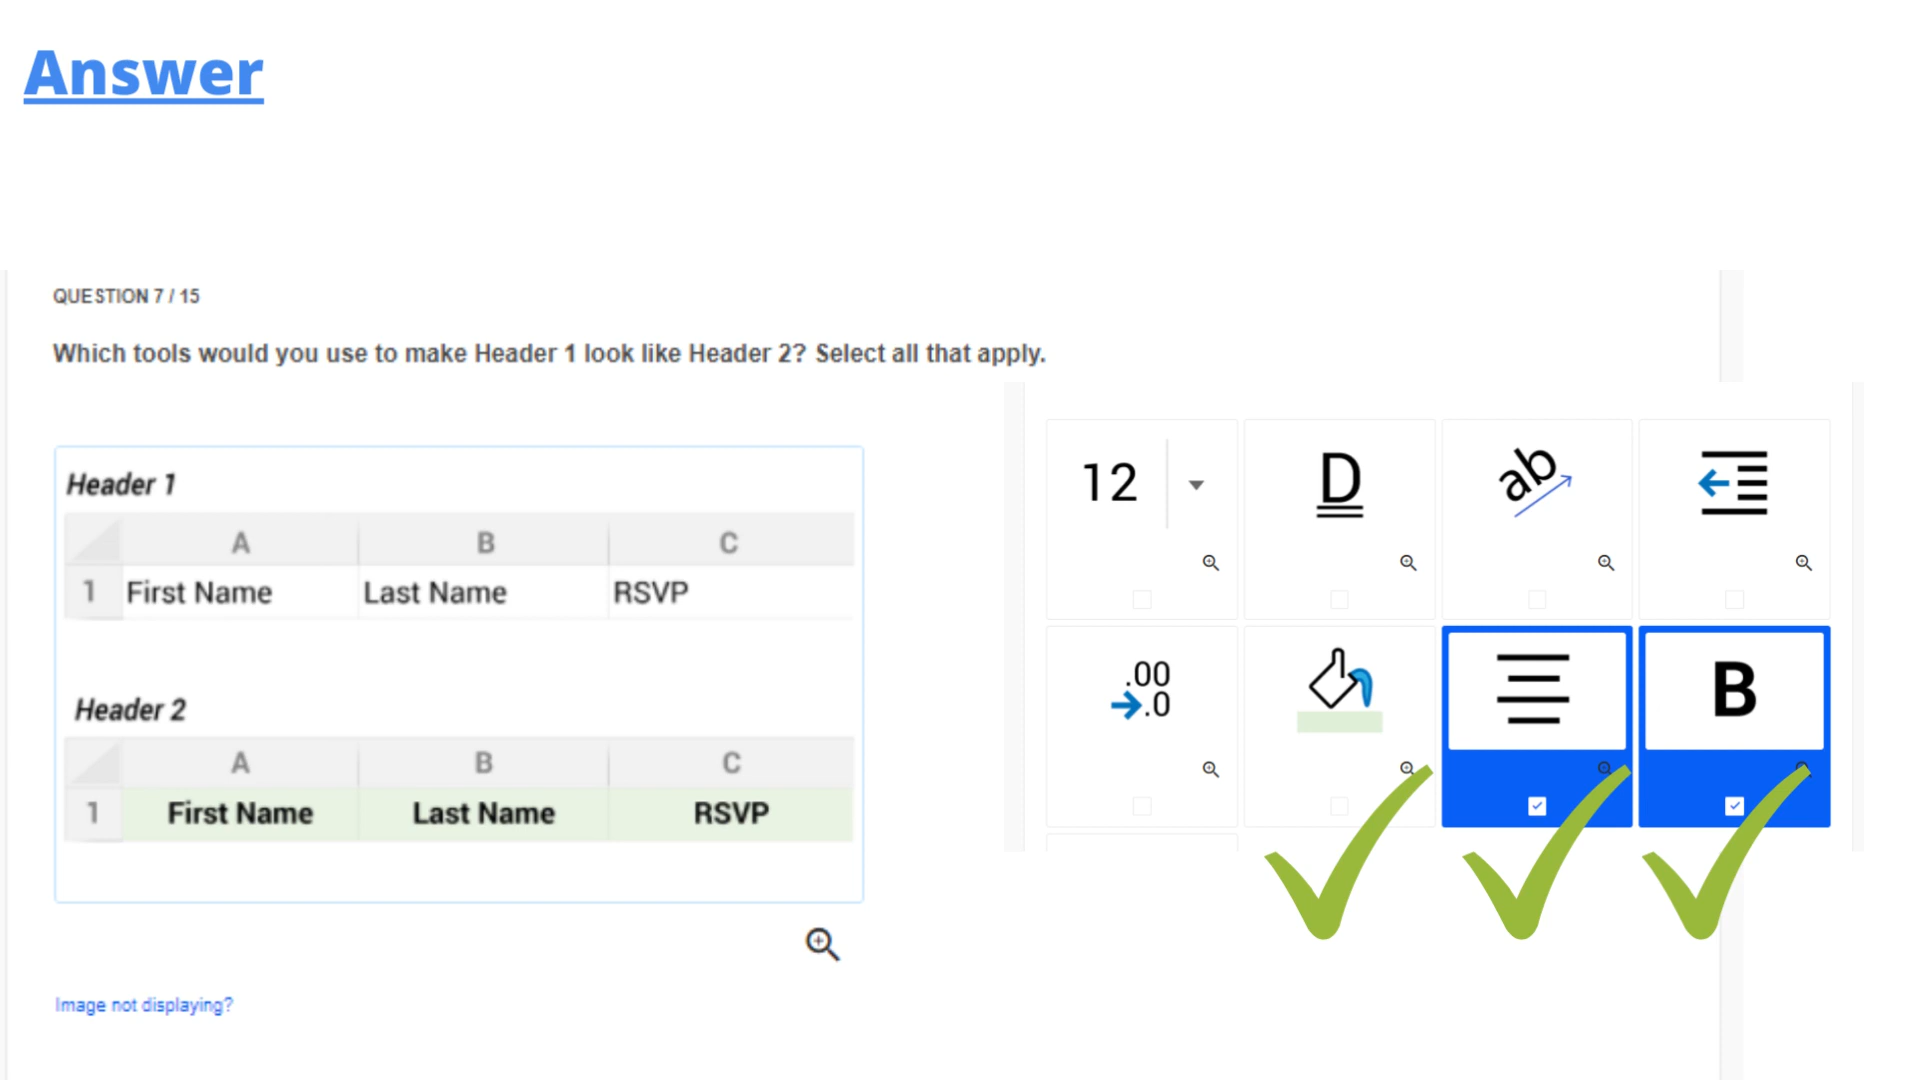 Answer
QUESTION 7 / 15
Which tools would you use to make Header 1 look like Header 2? Select all that apply.
Header 1
A B C
1 First Name Last Name RSVP
Header 2
A B C
1 First Name Last Name RSVP
Image not displaying?
12 D ab
.00
.0 B